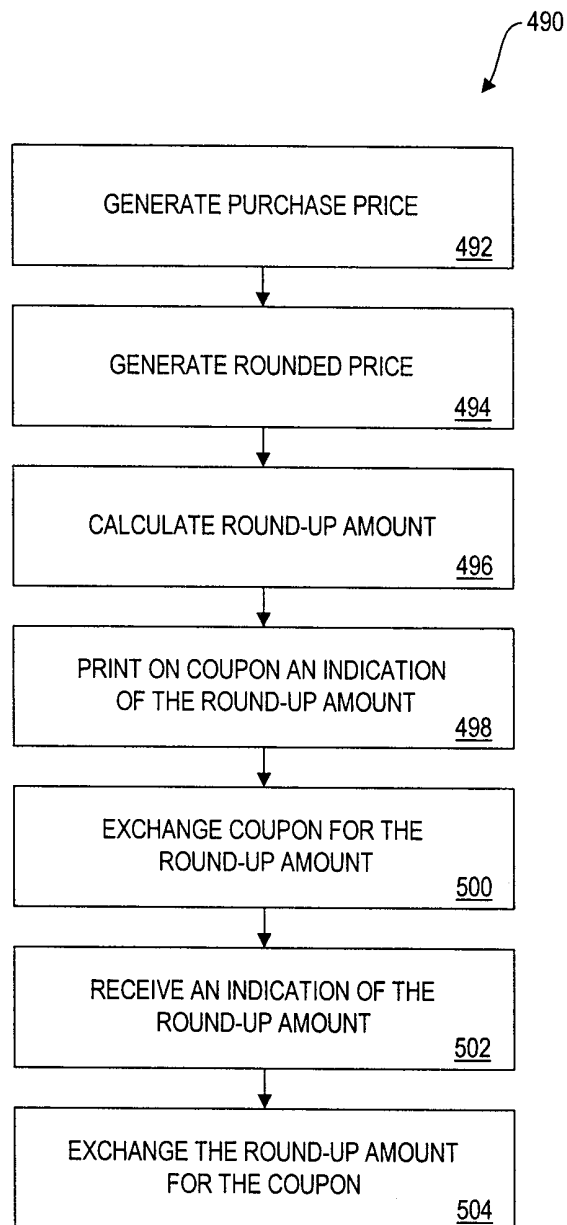 490
GENERATE PURCHASE PRICE
492
GENERATE ROUNDED PRICE
494
CALCULATE ROUND-UP AMOUNT
496
PRINT ON COUPON AN INDICATION
OF THE ROUND-UP AMOUNT
498
EXCHANGE COUPON FOR THE
ROUND-UP AMOUNT
500
RECEIVE AN INDICATION OF THE
ROUND-UP AMOUNT
502
EXCHANGE THE ROUND-UP AMOUNT
FOR THE COUPON
504